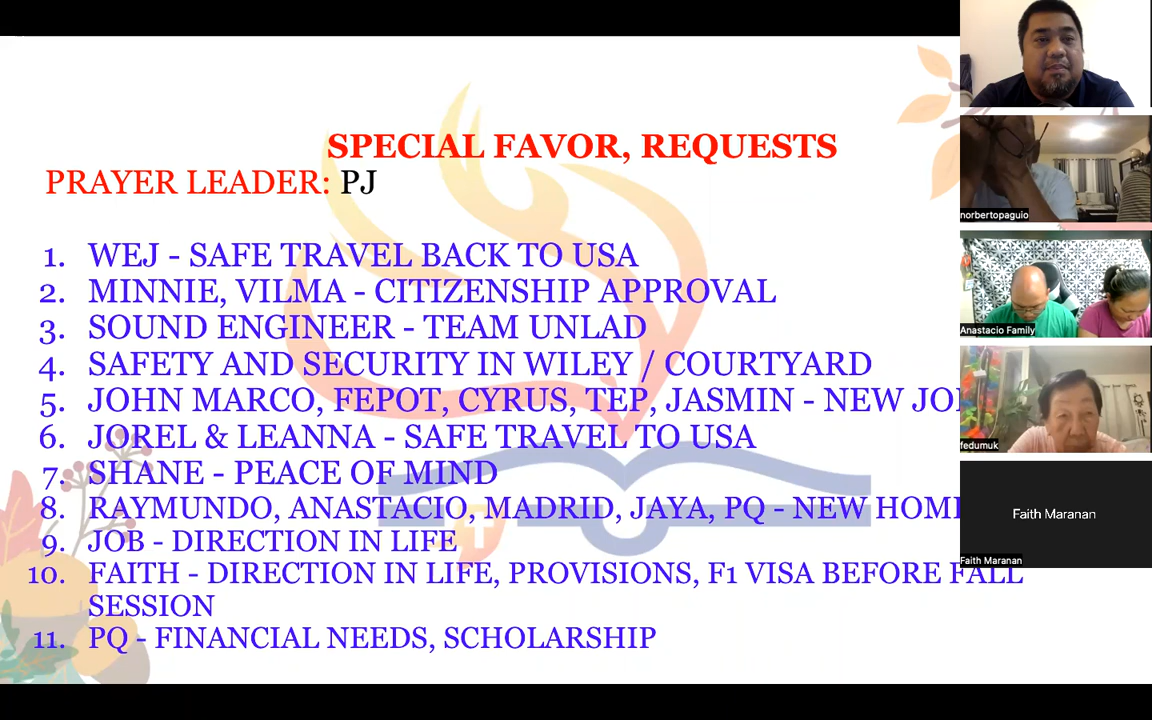 SPECIAL FAVOR, REQUESTS
PRAYER LEADER: PJ
1. WEJ - SAFE TRAVEL BACK TO USA
2. MINNIE, VILMA - CITIZENSHIP APPROVAL
3. SOUND ENGINEER - TEAM UNLAD
4. SAFETY AND SECURITY IN WILEY / COURTYARD
5. JOHN MARCO, FEPOT, CYRUS, TEP, JASMIN - NEW
6. JOREL & LEANNA - SAFE TRAVEL TO USA
7. SHANE - PEACE OF MIND
8. RAYMUNDO, ANASTACIO, MADRID, JAYA, PQ - NEW
9. JOB - DIRECTION IN LIFE
10. FAITH - DIRECTION IN LIFE, PROVISIONS, F1 VISA BEFORE FALL
SESSION
11. PQ - FINANCIAL NEEDS, SCHOLARSHIP
norbertopaguio
Anastacio Family
fedumuk
Faith Maranan
Faith Maranan